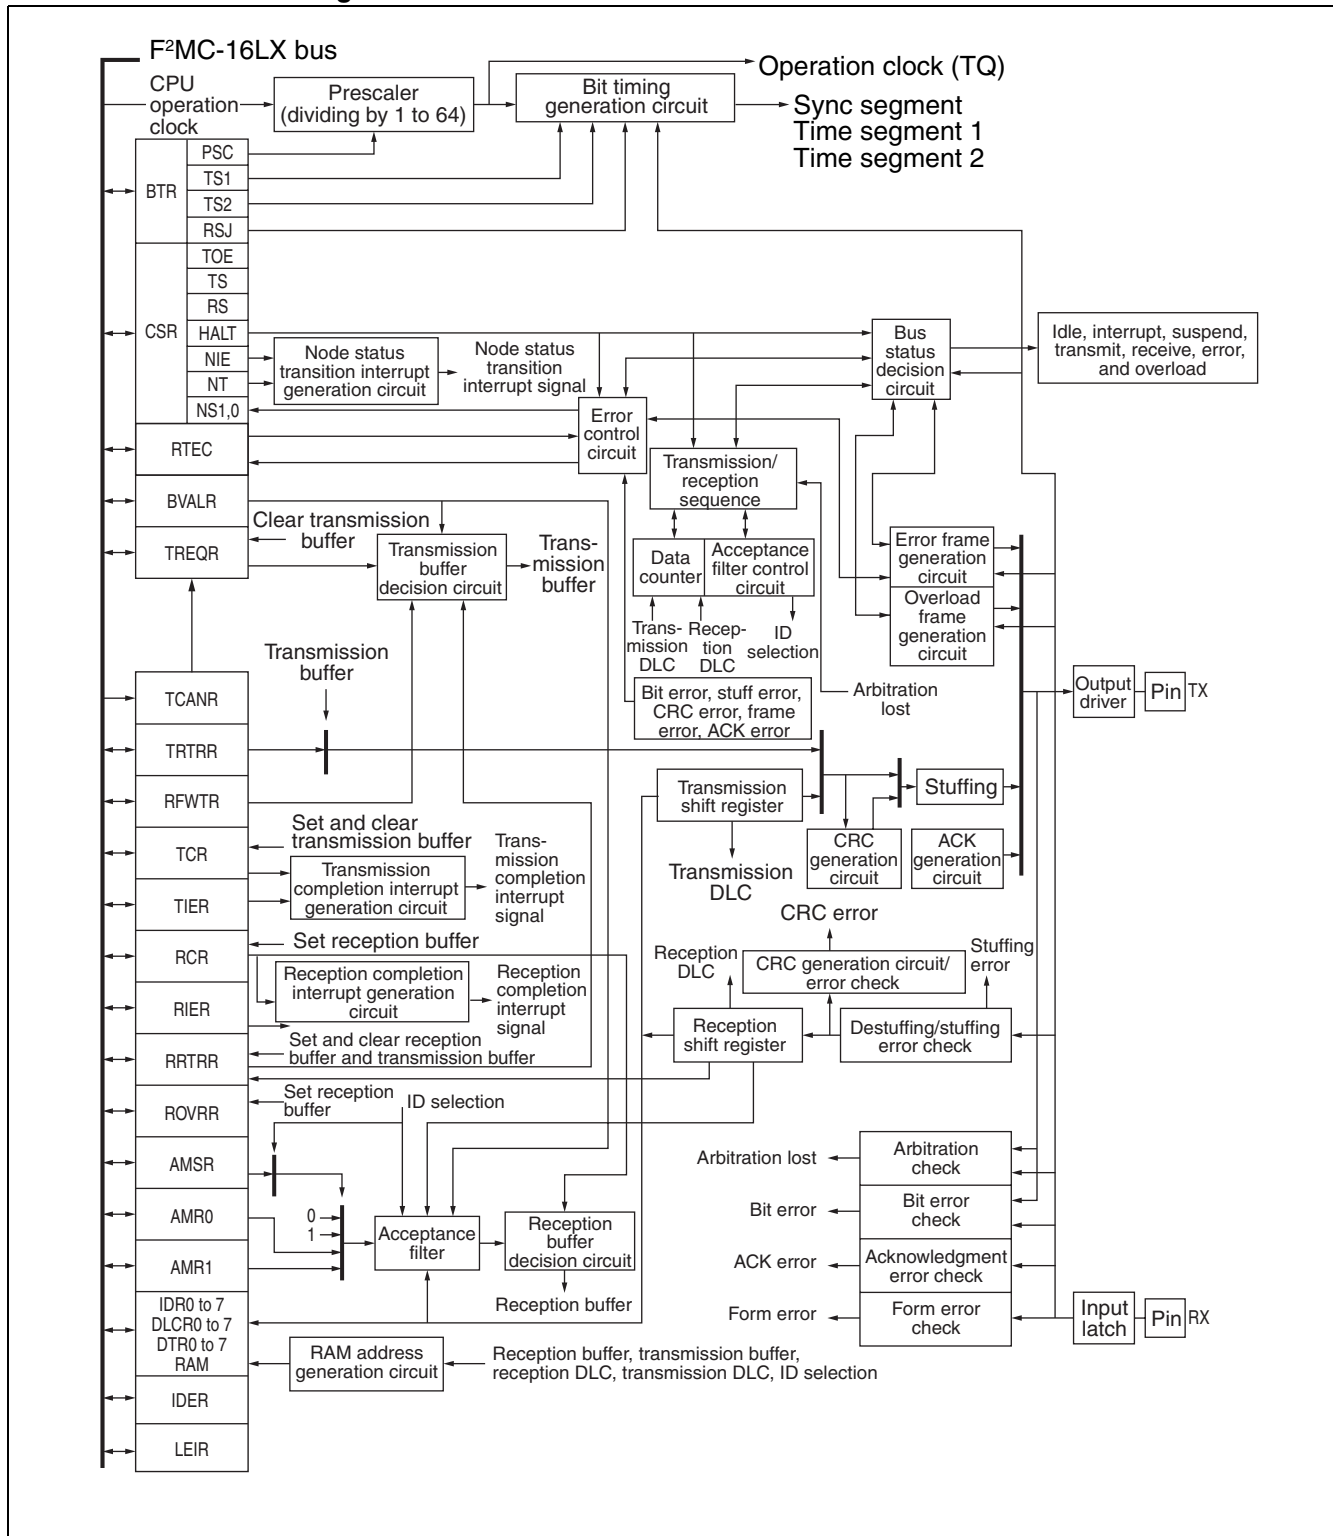 F²MC-16LX bus
CPU
operation
clock
Prescaler
(dividing by 1 to 64)
Bit timing
generation circuit
Operation clock (TQ)
Sync segment
Time segment 1
Time segment 2
BTR
PSC
TS1
TS2
RSJ
CSR
TOE
TS
RS
HALT
NIE
NT
NS1,0
Node status
transition interrupt
generation circuit
Node status
transition
interrupt signal
Bus
status
decision
circuit
Idle, interrupt, suspend,
transmit, receive, error,
and overload
Error
control
circuit
RTEC
BVALR
TREQR
Clear transmission
buffer
Transmission
buffer
decision circuit
Trans-
mission
buffer
Transmission/
reception
sequence
Data
counter
Acceptance
filter control
circuit
Trans-
mission
DLC
Recep-
tion
DLC
ID
selection
Error frame
generation
circuit
Overload
frame
generation
circuit
Transmission
buffer
Bit error, stuff error,
CRC error, frame
error, ACK error
Arbitration
lost
Output
driver
Pin
TX
TCANR
TRTRR
RFWTR
TCR
TIER
RCR
RIER
RRTRR
ROVRR
AMSR
AMR0
AMR1
IDR0 to 7
DLCR0 to 7
DTR0 to 7
RAM
IDER
LEIR
Transmission
shift register
Stuffing
CRC
generation
circuit
ACK
generation
circuit
Transmission
DLC
Set and clear
transmission buffer
Transmission
completion interrupt
generation circuit
Trans-
mission
completion
interrupt
signal
CRC error
Set reception buffer
Reception completion
interrupt generation
circuit
Reception
completion
interrupt
signal
Reception
DLC
CRC generation circuit/
error check
Stuffing
error
Reception
shift register
Destuffing/stuffing
error check
Set and clear reception
buffer and transmission buffer
Set reception
buffer
ID selection
0
1
Acceptance
filter
Reception
buffer
decision circuit
Reception buffer
Arbitration lost
Arbitration
check
Bit error
Bit error
check
ACK error
Acknowledgment
error check
Form error
Form error
check
Input
latch
Pin
RX
RAM address
generation circuit
Reception buffer, transmission buffer,
reception DLC, transmission DLC, ID selection